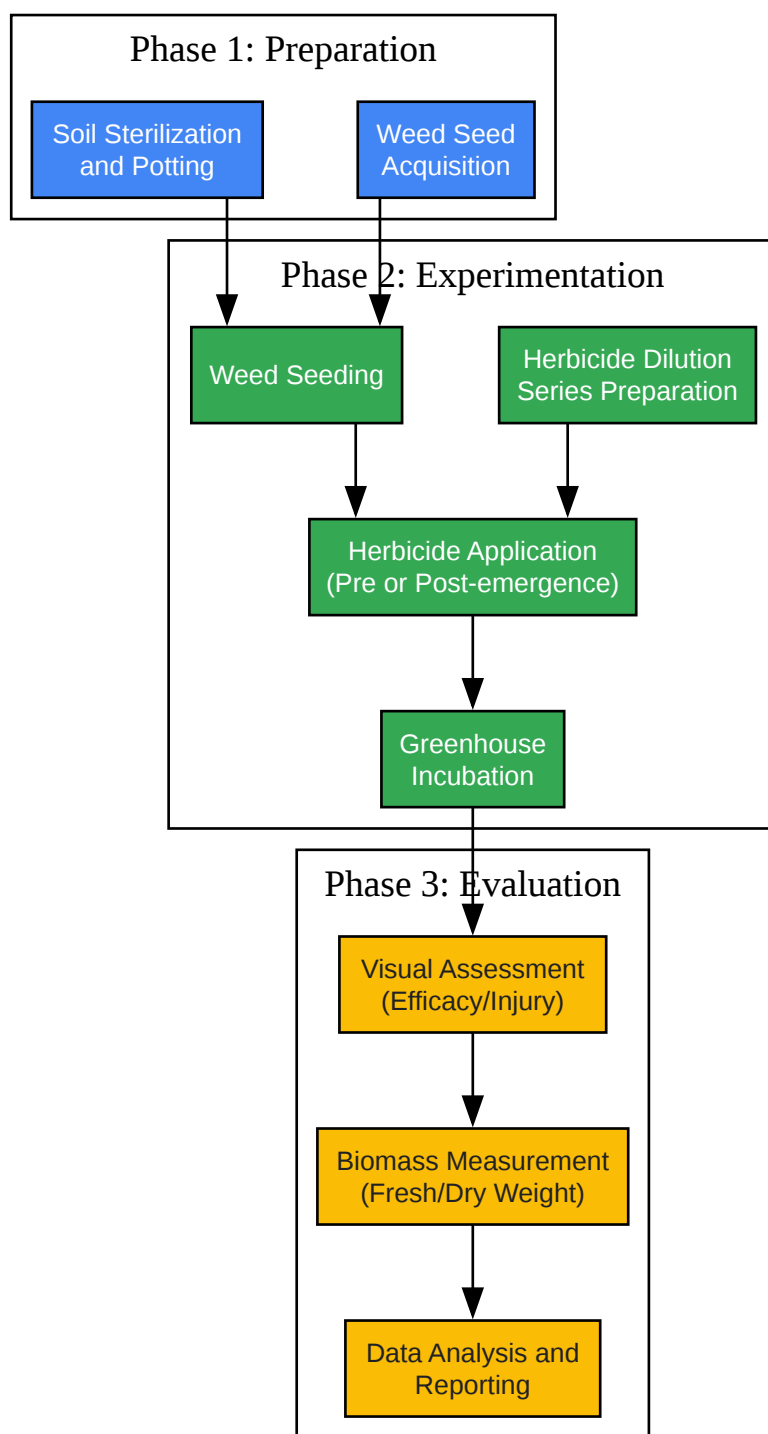 Phase 1: Preparation
Soil Sterilization
and Potting
Weed Seed
Acquisition
Phase 2: Experimentation
Weed Seeding
Herbicide Dilution
Series Preparation
Herbicide Application
(Pre or Post-emergence)
Greenhouse
Incubation
Phase 3: Evaluation
Visual Assessment
(Efficacy/Injury)
Biomass Measurement
(Fresh/Dry Weight)
Data Analysis and
Reporting